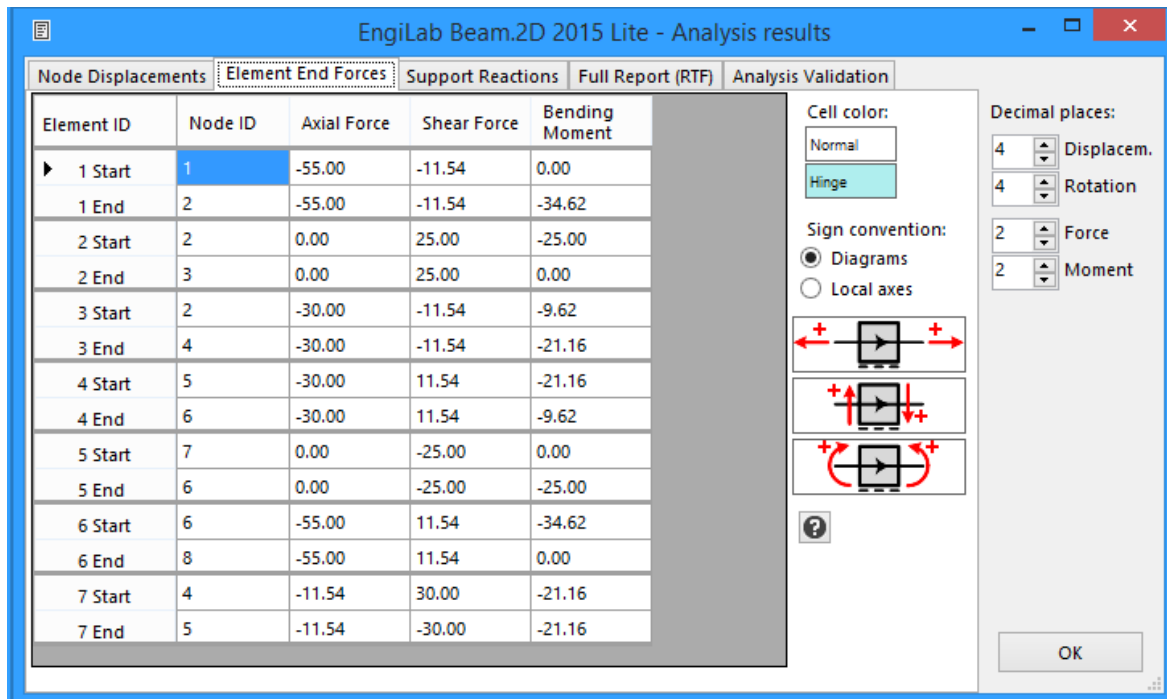 EngiLab Beam.2D 2015 Lite - Analysis results
Node Displacements Element End Forces Support Reactions Full Report (RTF) Analysis Validation
Element ID Node ID Axial Force Shear Force Bending Moment
1 Start 1 -55.00 -11.54 0.00
1 End 2 -55.00 -11.54 -34.62
2 Start 2 0.00 25.00 -25.00
2 End 3 0.00 25.00 0.00
3 Start 2 -30.00 -11.54 -9.62
3 End 4 -30.00 -11.54 -21.16
4 Start 5 -30.00 11.54 -21.16
4 End 6 -30.00 11.54 -9.62
5 Start 7 0.00 -25.00 0.00
5 End 6 0.00 -25.00 -25.00
6 Start 6 -55.00 11.54 -34.62
6 End 8 -55.00 11.54 0.00
7 Start 4 -11.54 30.00 -21.16
7 End 5 -11.54 -30.00 -21.16
Cell color:
Normal
Hinge
Sign convention:
Diagrams
Local axes
+ +
+ +
+ +
?
Decimal places:
4 Displacem.
4 Rotation
2 Force
2 Moment
OK